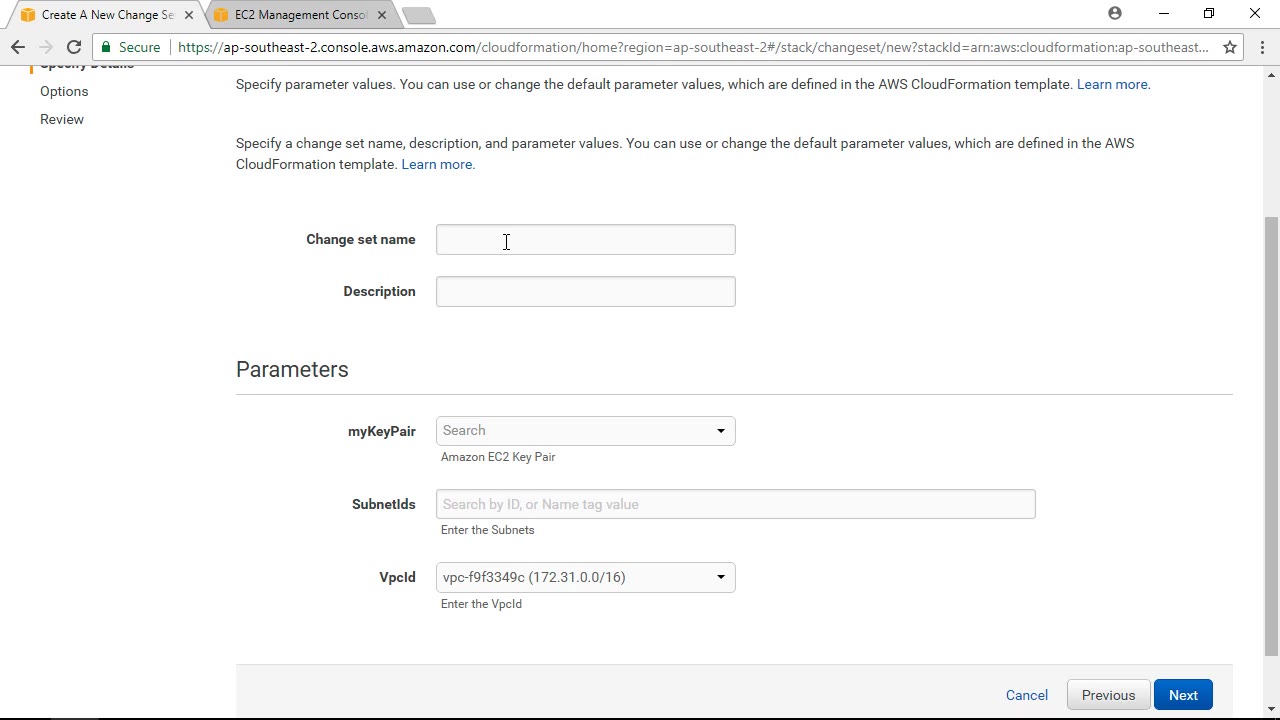 Create A New Change Se
EC2 Management Consol
Secure
https://ap-southeast-2.console.aws.amazon.com/cloudformation/home?region=ap-southeast-2#/stack/changeset/new?stackId=arn:aws:cloudformation:ap-southeast...
Specify Details
Options
Review
Specify parameter values. You can use or change the default parameter values, which are defined in the AWS CloudFormation template. Learn more.
Specify a change set name, description, and parameter values. You can use or change the default parameter values, which are defined in the AWS
CloudFormation template. Learn more.
Change set name
Description
Parameters
myKeyPair
Search
Amazon EC2 Key Pair
SubnetIds
Search by ID, or Name tag value
Enter the Subnets
VpcId
vpc-f9f3349c (172.31.0.0/16)
Enter the VpcId
Cancel
Previous
Next